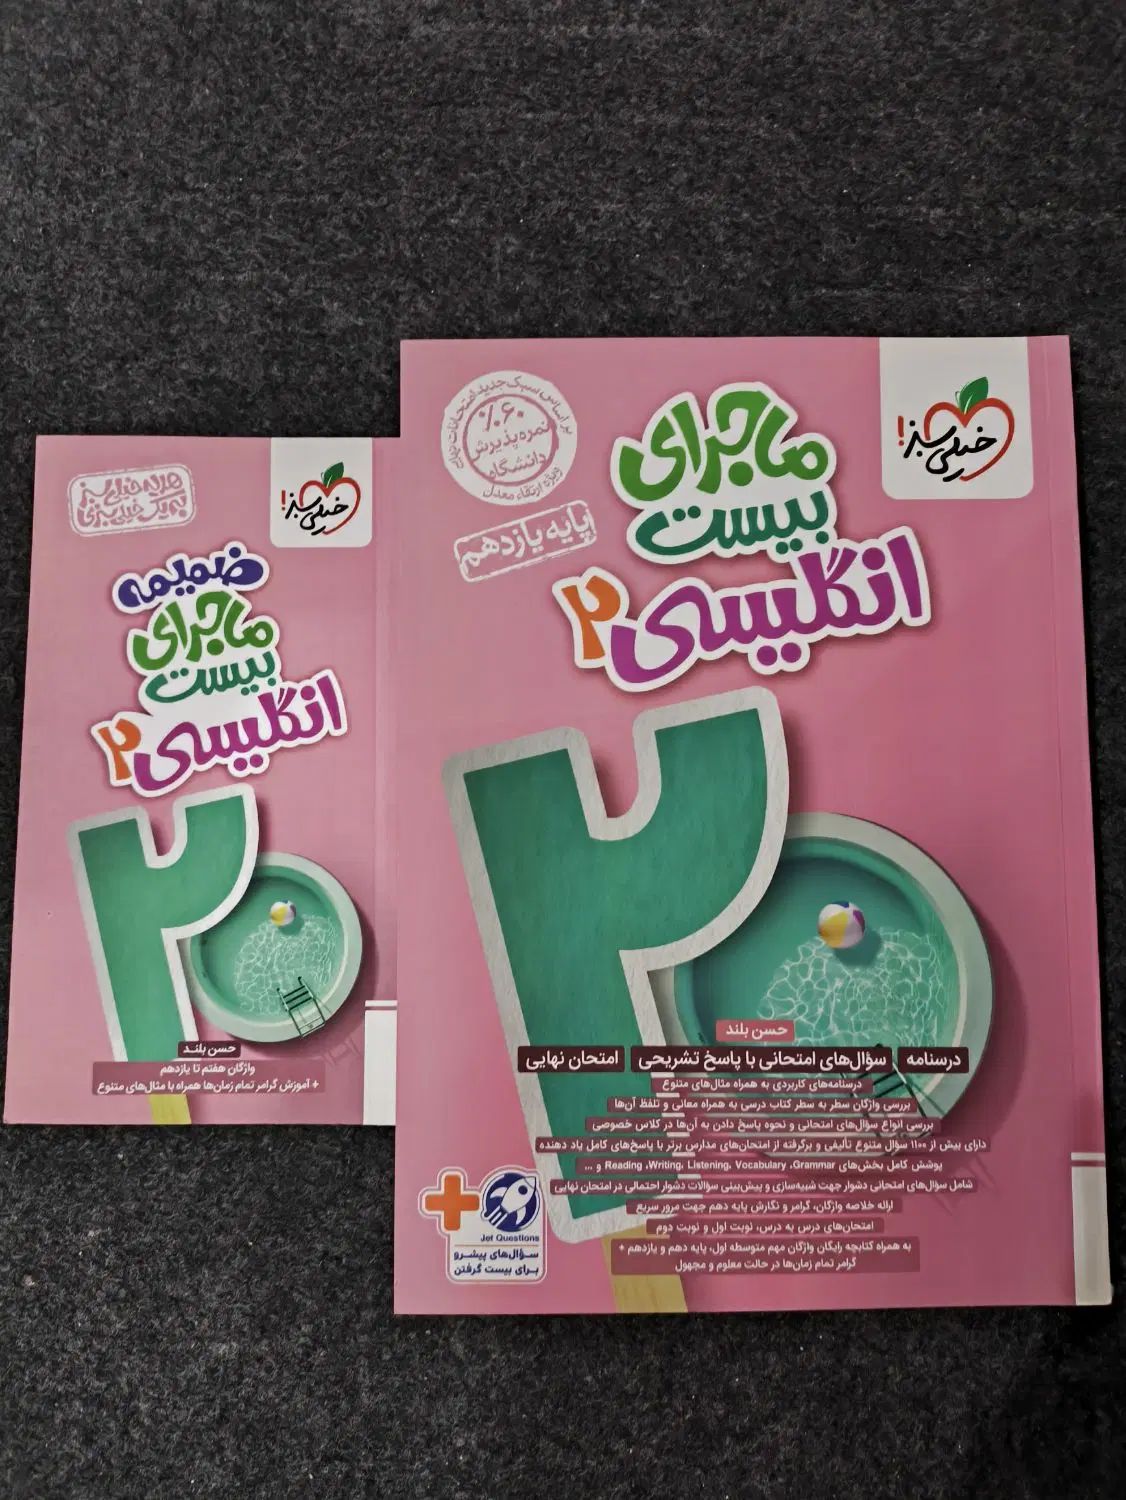 بر اساس سبک جدید امتحانات نهایی
۶۰٪
نمره پذیرش
دانشگاه
ویژه ارتقاء معدل
پایه یازدهم
خیلی سبز!
ماجرای
بیست
انگلیسی ۲
۲۰
حسن بلند
درسنامه سؤال‌های امتحانی با پاسخ تشریحی امتحان نهایی
درسنامه‌های کاربردی به همراه مثال‌های متنوع
بررسی واژگان سطر به سطر کتاب درسی به همراه معانی و تلفظ آن‌ها
بررسی انواع سؤال‌های امتحانی و نحوه پاسخ دادن به آن‌ها در کلاس خصوصی
دارای بیش از ۱۱۰۰ سؤال متنوع تألیفی و برگرفته از امتحان‌های مدارس برتر با پاسخ‌های کامل یاد دهنده
پوشش کامل بخش‌های Reading ،Writing، Listening، Vocabulary ،Grammar و ...
شامل سؤال‌های امتحانی دشوار جهت شبیه‌سازی و پیش‌بینی سؤالات دشوار احتمالی در امتحان نهایی
ارائه خلاصه واژگان، گرامر و نگارش پایه دهم جهت مرور سریع
امتحان‌های درس به درس، نوبت اول و نوبت دوم
به همراه کتابچه رایگان واژگان مهم متوسطه اول، پایه دهم و یازدهم +
گرامر تمام زمان‌ها در حالت معلوم و مجهول
Jet Questions
سؤال‌های پیشرو
برای بیست گرفتن
هدیه خیلی سبز
به یک خیلی سبزی
خیلی سبز!
ضمیمه
ماجرای
بیست
انگلیسی ۲
۲۰
حسن بلند
واژگان هفتم تا یازدهم
+ آموزش گرامر تمام زمان‌ها همراه با مثال‌های متنوع